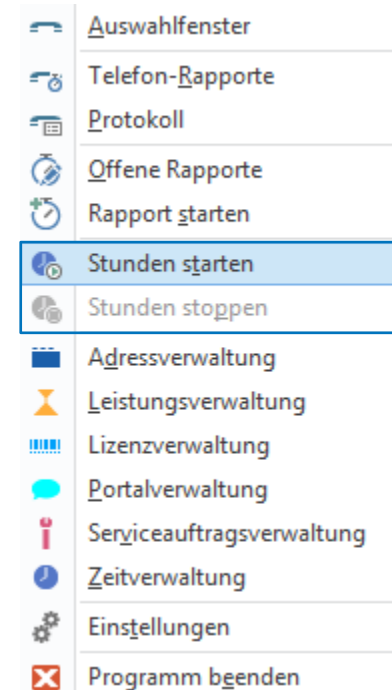 Auswahlfenster
Telefon-Rapporte
Protokoll
Offene Rapporte
Rapport starten
Stunden starten
Stunden stoppen
Adressverwaltung
Leistungsverwaltung
Lizenzverwaltung
Portalverwaltung
Serviceauftragsverwaltung
Zeitverwaltung
Einstellungen
Programm beenden